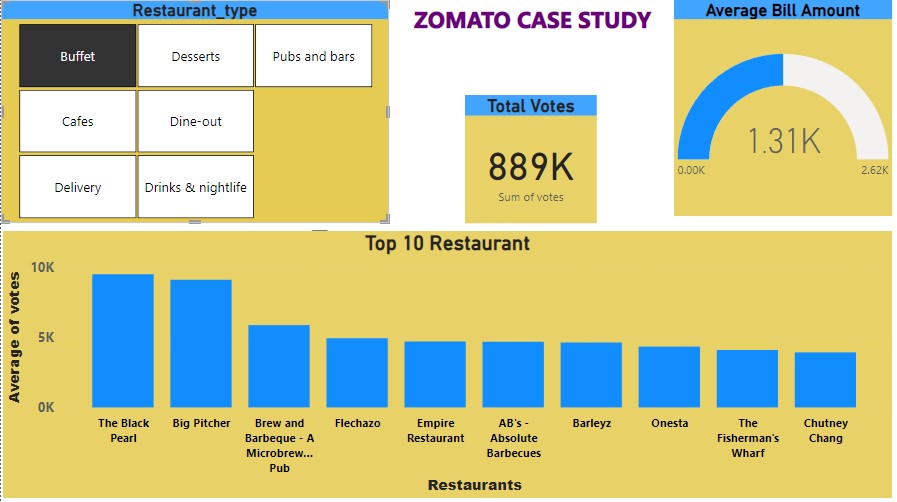 Restaurant_type
Buffet
Desserts
Pubs and bars
Cafes
Dine-out
Delivery
Drinks & nightlife
ZOMATO CASE STUDY
Total Votes
889K
Sum of votes
Average Bill Amount
1.31K
0.00K
2.62K
Top 10 Restaurant
Average of votes
10K
5K
0K
The Black
Pearl
Big Pitcher
Brew and
Barbeque - A
Microbrew...
Pub
Flechazo
Empire
Restaurant
AB's -
Absolute
Barbecues
Barleyz
Onesta
The
Fisherman's
Wharf
Chutney
Chang
Restaurants